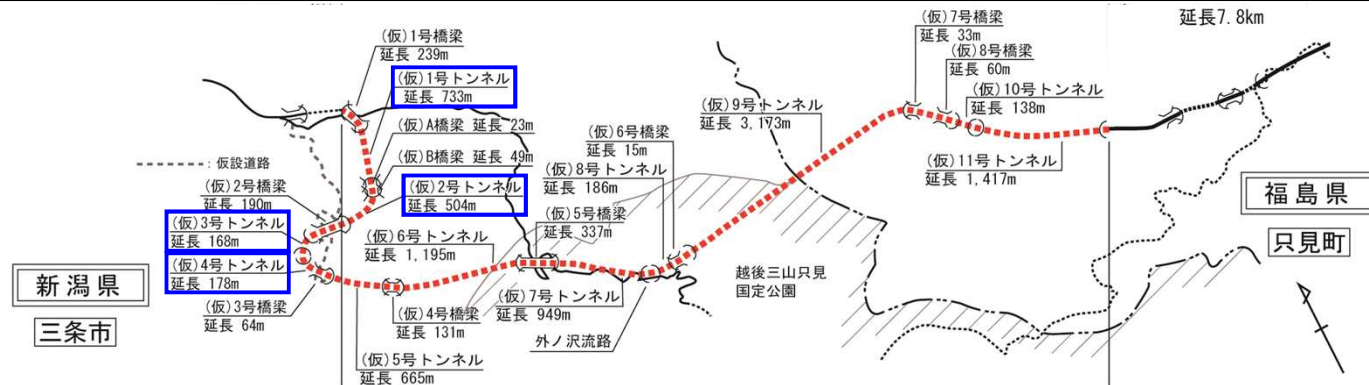 延長7.8km
(仮)1号橋梁
延長 239m
(仮)1号トンネル
延長 733m
(仮)A橋梁 延長 23m
(仮)B橋梁 延長 49m
: 仮設道路
(仮)2号橋梁
延長 190m
(仮)2号トンネル
延長 504m
(仮)3号トンネル
延長 168m
(仮)4号トンネル
延長 178m
(仮)3号橋梁
延長 64m
(仮)6号トンネル
延長 1,195m
(仮)4号橋梁
延長 131m
(仮)5号トンネル
延長 665m
(仮)5号橋梁
延長 337m
(仮)7号トンネル
延長 949m
(仮)8号トンネル
延長 186m
(仮)6号橋梁
延長 15m
外ノ沢流路
(仮)9号トンネル
延長 3,173m
(仮)7号橋梁
延長 33m
(仮)8号橋梁
延長 60m
(仮)10号トンネル
延長 138m
(仮)11号トンネル
延長 1,417m
越後三山只見
国定公園
新潟県
三条市
福島県
只見町